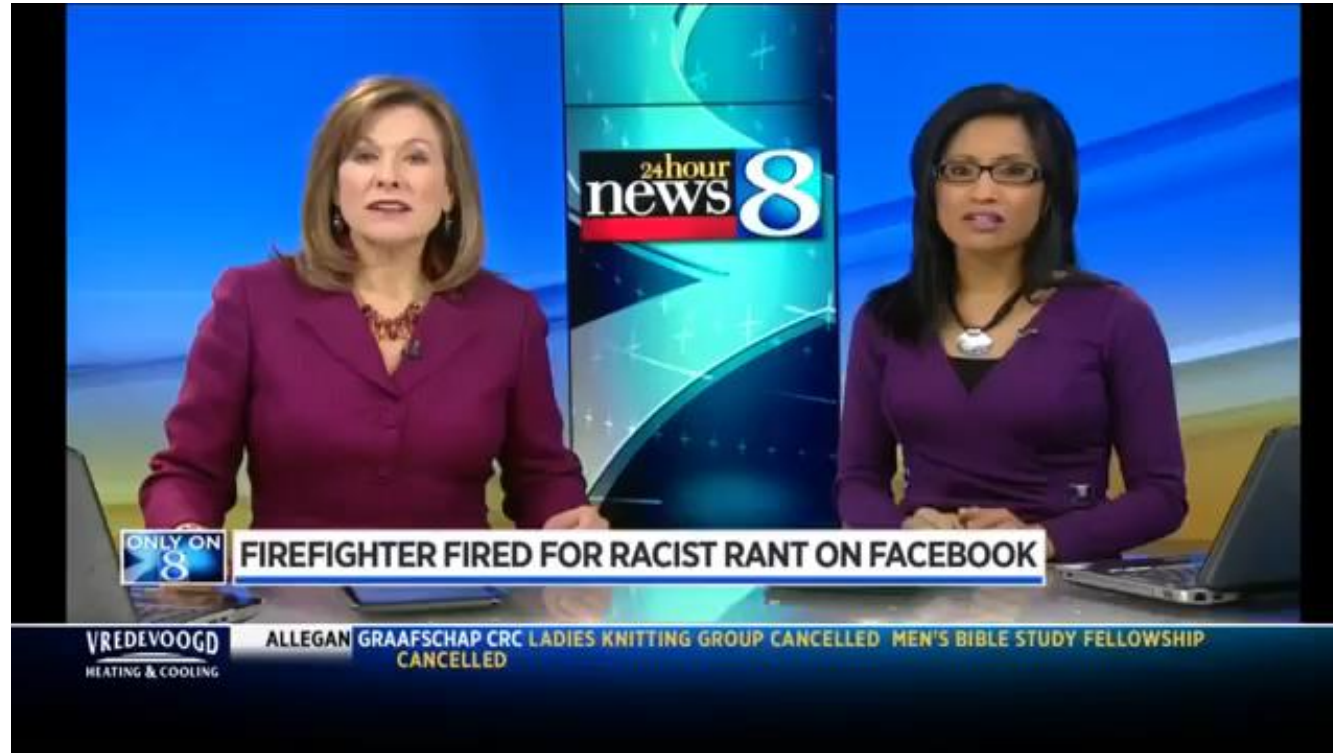 24hour
news 8
ONLY ON
8
FIREFIGHTER FIRED FOR RACIST RANT ON FACEBOOK
VREDEVOOGD
HEATING & COOLING
ALLEGAN GRAAFSCHAP CRC LADIES KNITTING GROUP CANCELLED MEN'S BIBLE STUDY FELLOWSHIP
CANCELLED